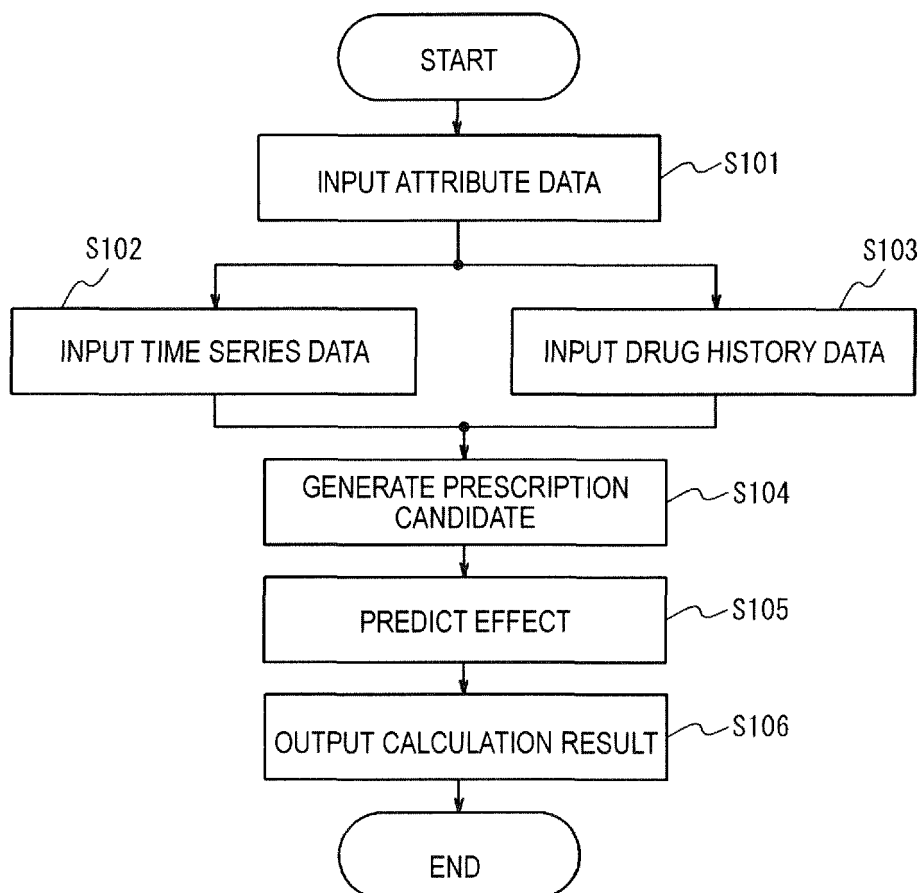 START
INPUT ATTRIBUTE DATA
S101
S102
S103
INPUT TIME SERIES DATA
INPUT DRUG HISTORY DATA
GENERATE PRESCRIPTION
CANDIDATE
S104
PREDICT EFFECT
S105
OUTPUT CALCULATION RESULT
S106
END